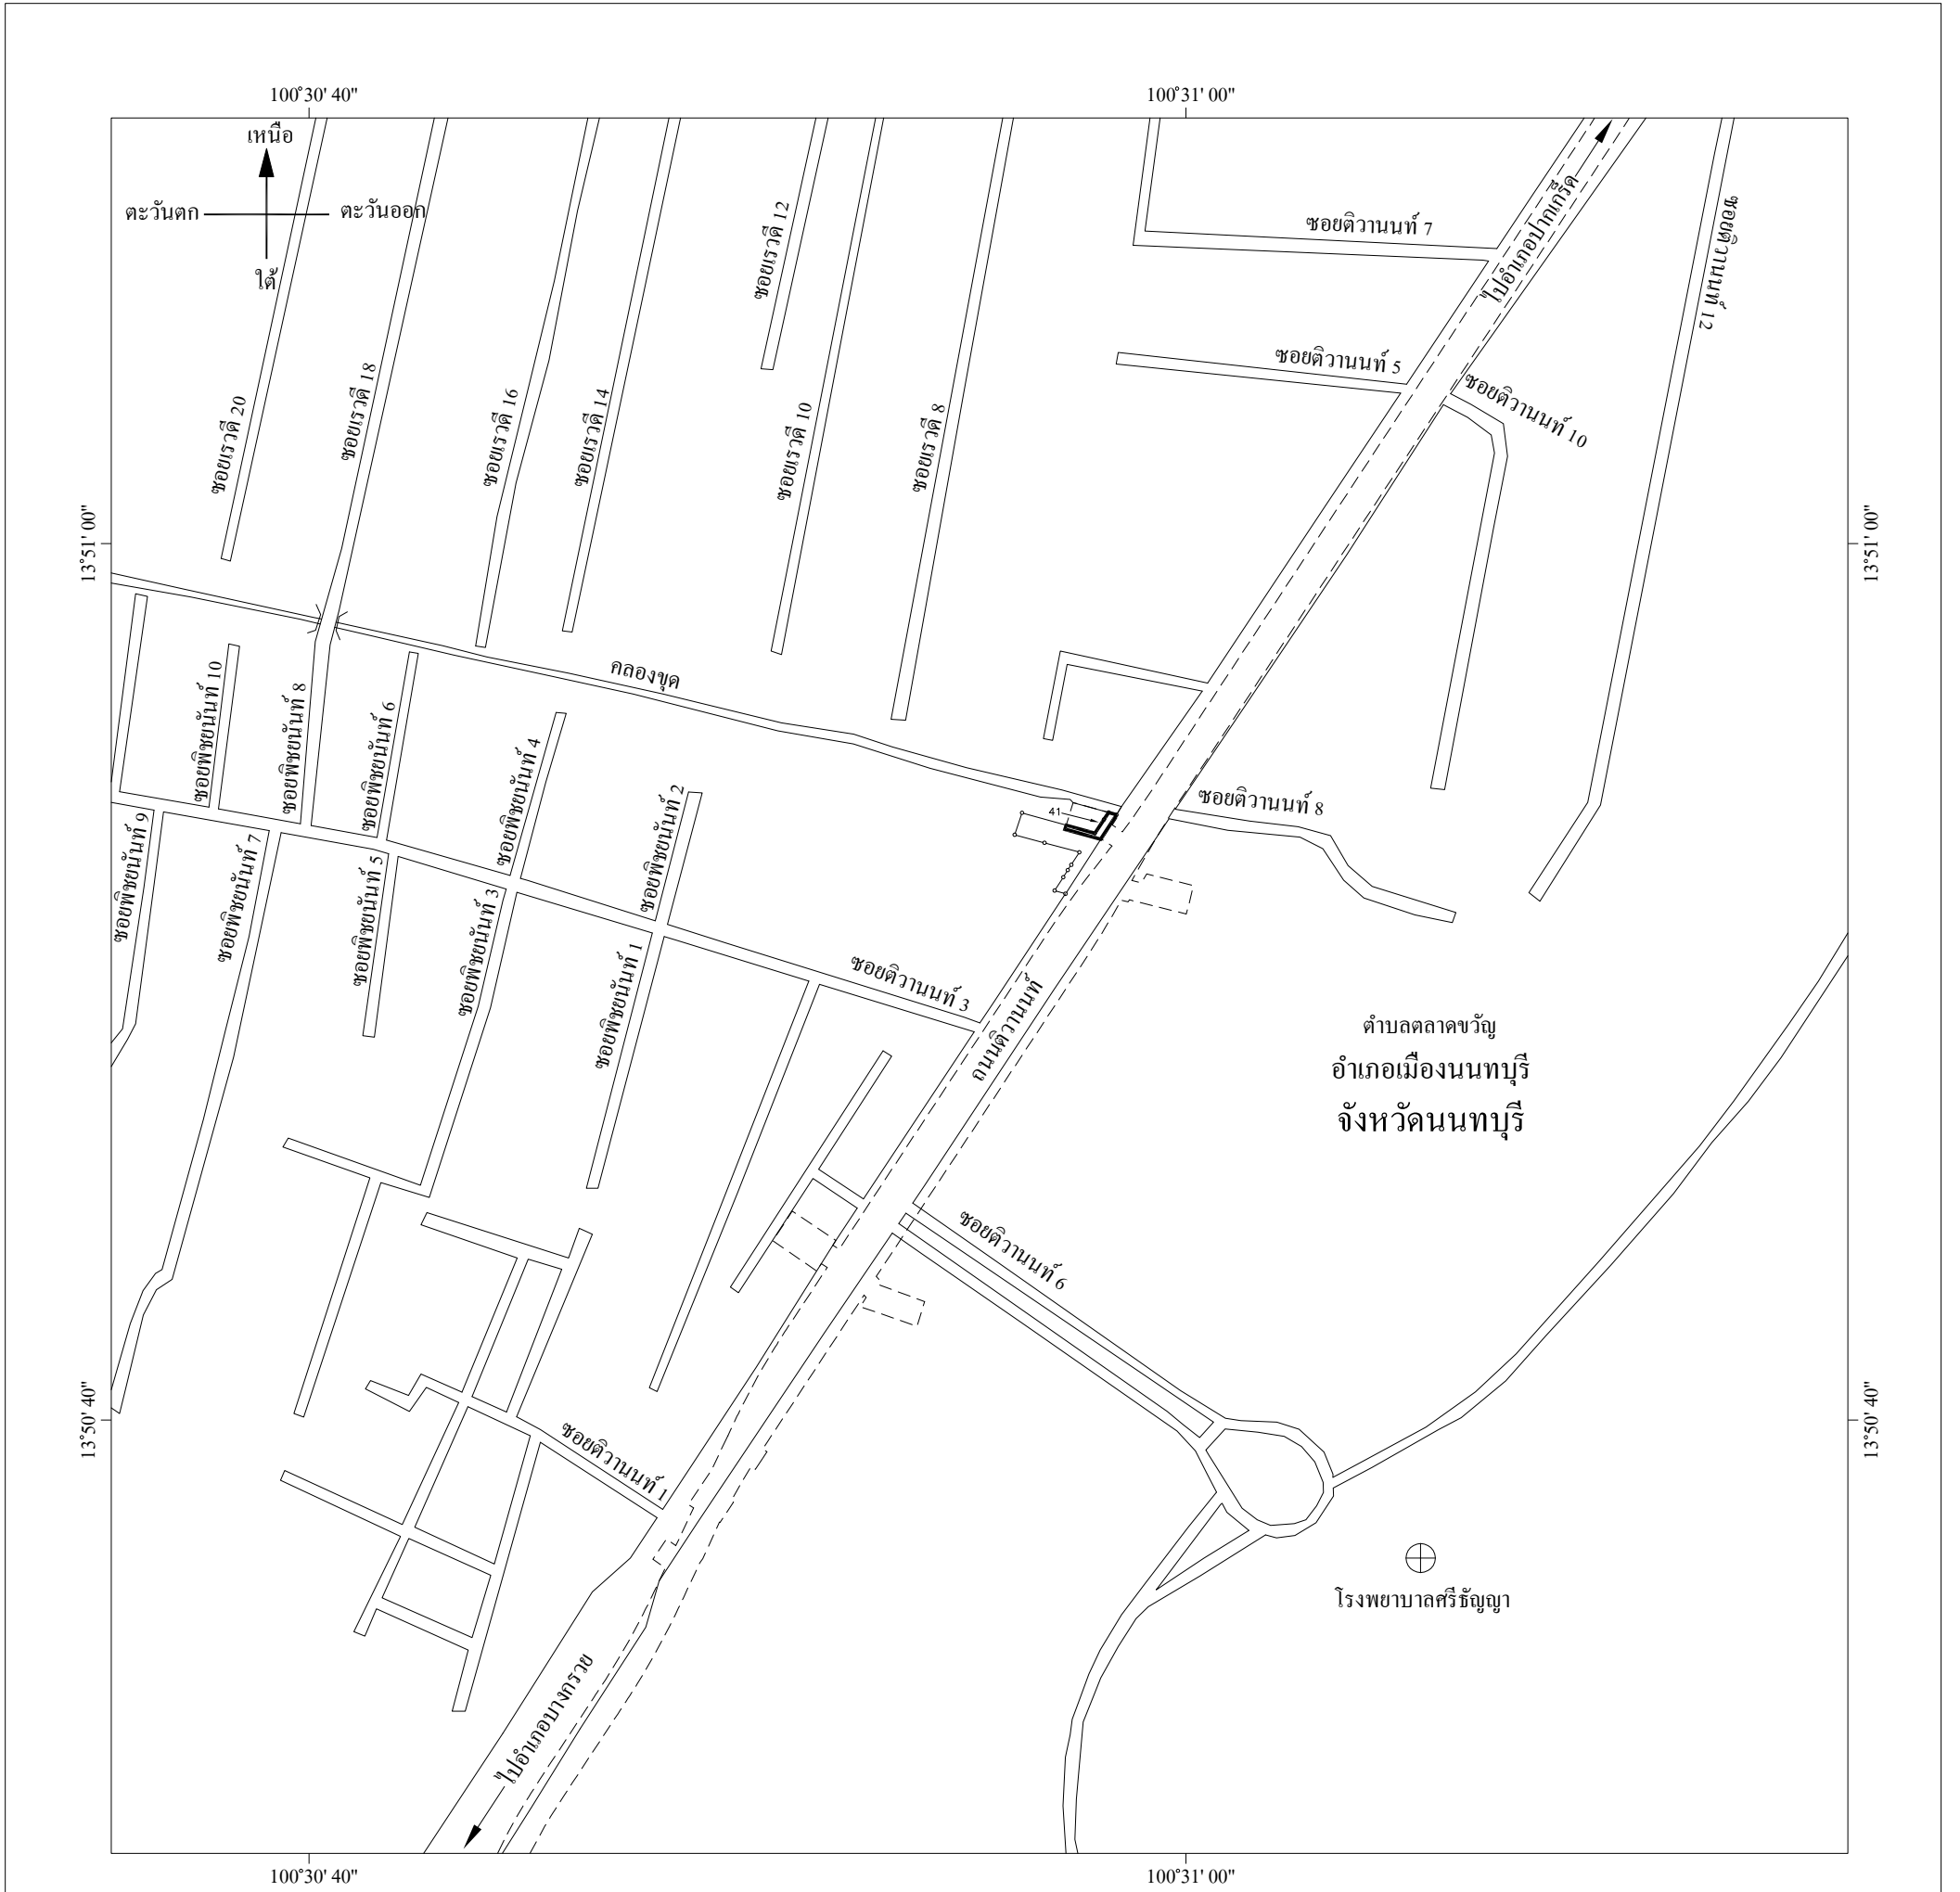 100°30' 40"
100°31' 00"
เหนือ
ตะวันตก
ตะวันออก
ใต้
ซอยเรวดี 20
ซอยเรวดี 18
ซอยเรวดี 16
ซอยเรวดี 14
ซอยเรวดี 12
ซอยเรวดี 10
ซอยเรวดี 8
ซอยติวานนท์ 7
ไปอำเภอปากเกร็ด
ซอยติวานนท์ 12
ซอยติวานนท์ 5
ซอยติวานนท์ 10
13°51' 00"
13°51' 00"
คลองขุด
ซอยพิชยนันท์ 10
ซอยพิชยนันท์ 8
ซอยพิชยนันท์ 6
ซอยพิชยนันท์ 4
ซอยพิชยนันท์ 2
41
ซอยติวานนท์ 8
ซอยพิชยนันท์ 9
ซอยพิชยนันท์ 7
ซอยพิชยนันท์ 5
ซอยพิชยนันท์ 3
ซอยพิชยนันท์ 1
ซอยติวานนท์ 3
ถนนติวานนท์
ตำบลตลาดขวัญ
อำเภอเมืองนนทบุรี
จังหวัดนนทบุรี
ซอยติวานนท์ 6
13°50' 40"
13°50' 40"
ซอยติวานนท์ 1
โรงพยาบาลศรีธัญญา
ไปอำเภอบางกรวย
100°30' 40"
100°31' 00"